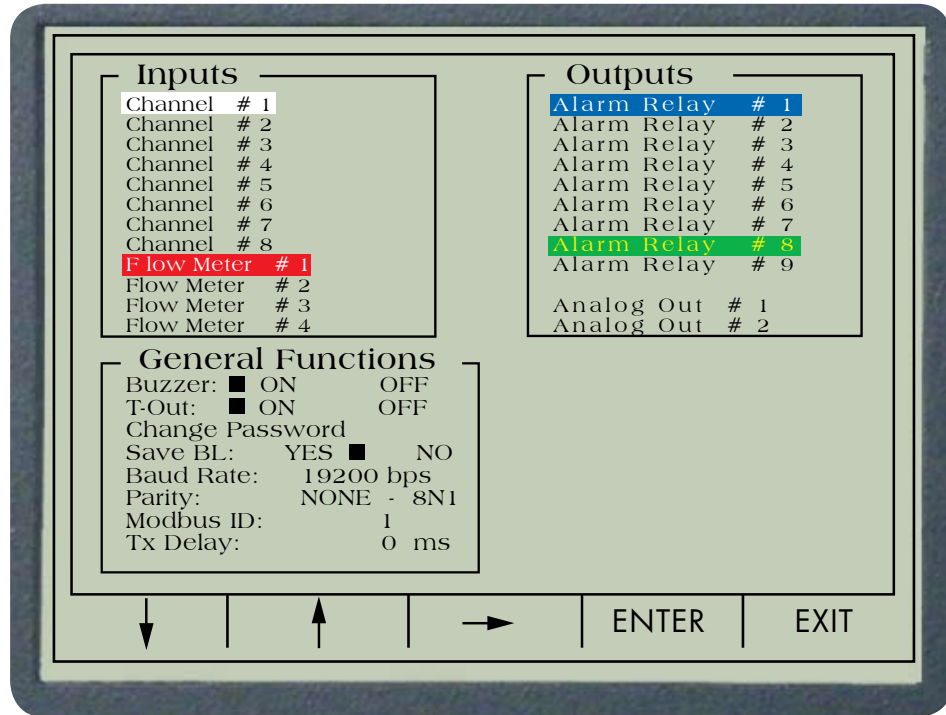 Inputs
Channel # 1
Channel # 2
Channel # 3
Channel # 4
Channel # 5
Channel # 6
Channel # 7
Channel # 8
Flow Meter # 1
Flow Meter # 2
Flow Meter # 3
Flow Meter # 4
Outputs
Alarm Relay # 1
Alarm Relay # 2
Alarm Relay # 3
Alarm Relay # 4
Alarm Relay # 5
Alarm Relay # 6
Alarm Relay # 7
Alarm Relay # 8
Alarm Relay # 9
Analog Out # 1
Analog Out # 2
General Functions
Buzzer: ■ ON OFF
T-Out: ■ ON OFF
Change Password
Save BL: YES ■ NO
Baud Rate: 19200 bps
Parity: NONE - 8N1
Modbus ID: 1
Tx Delay: 0 ms
↓ ↑ → ENTER EXIT